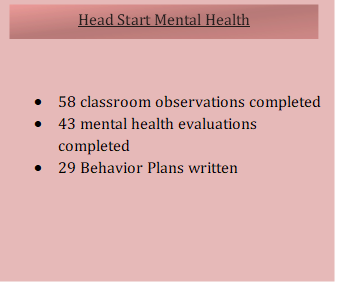 Head Start Mental Health
• 58 classroom observations completed
• 43 mental health evaluations
completed
• 29 Behavior Plans written